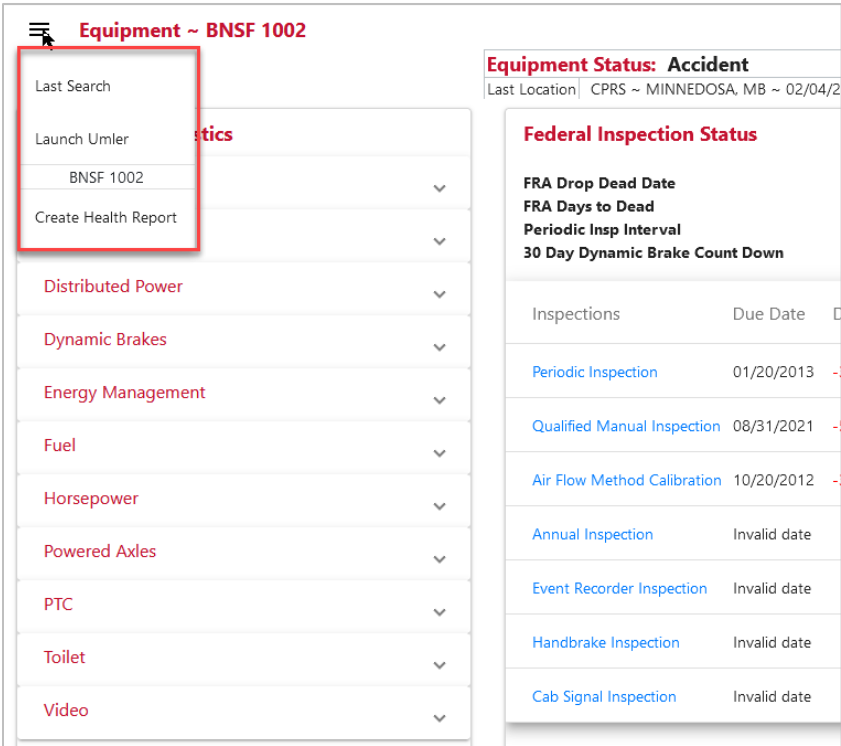 Equipment ~ BNSF 1002
Last Search
Launch Umler
BNSF 1002
Create Health Report
Distributed Power
Dynamic Brakes
Energy Management
Fuel
Horsepower
Powered Axles
PTC
Toilet
Video
Equipment Status: Accident
Last Location CPRS ~ MINNEDOSA, MB ~ 02/04/2
Federal Inspection Status
FRA Drop Dead Date
FRA Days to Dead
Periodic Insp Interval
30 Day Dynamic Brake Count Down
Inspections Due Date
Periodic Inspection 01/20/2013
Qualified Manual Inspection 08/31/2021
Air Flow Method Calibration 10/20/2012
Annual Inspection Invalid date
Event Recorder Inspection Invalid date
Handbrake Inspection Invalid date
Cab Signal Inspection Invalid date